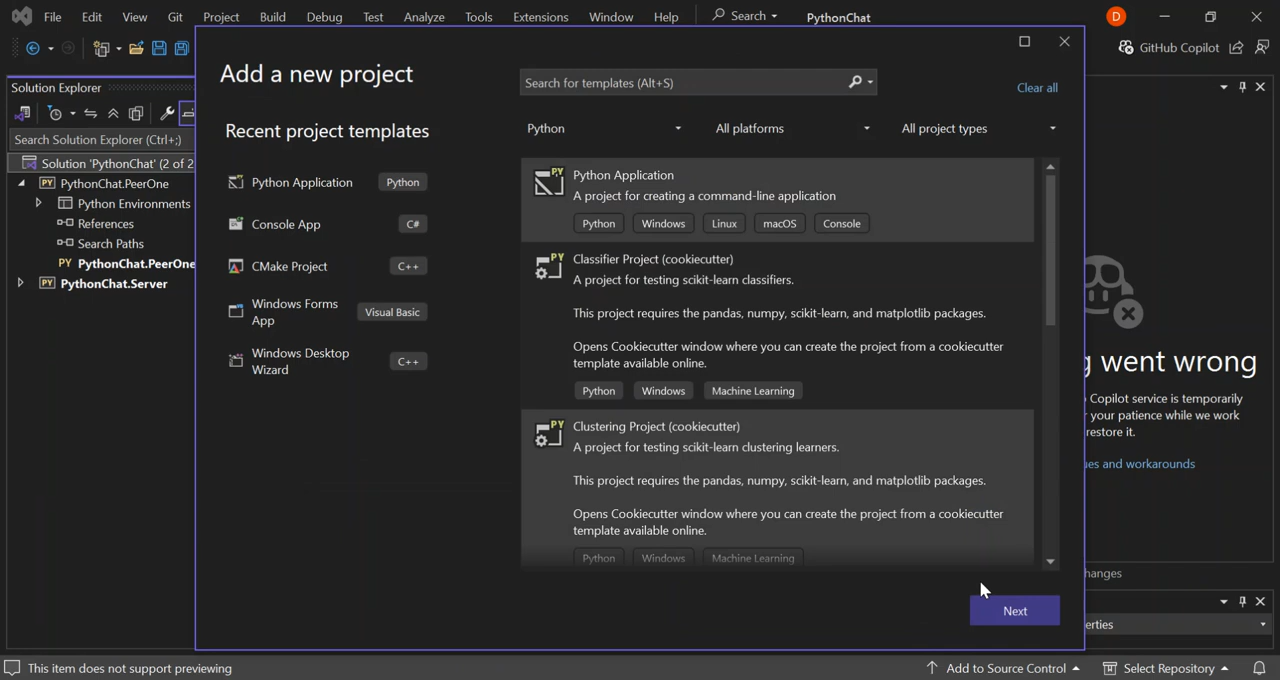 File Edit View Git Project Build Debug Test Analyze Tools Extensions Window Help Search PythonChat D
GitHub Copilot
Solution Explorer
Search Solution Explorer (Ctrl+;)
Solution 'PythonChat' (2 of 2
PythonChat.PeerOne
Python Environments
References
Search Paths
PY PythonChat.PeerOne
PythonChat.Server
Add a new project
Search for templates (Alt+S)
Clear all
Recent project templates
Python All platforms All project types
Python Application Python
Console App C#
CMake Project C++
Windows Forms
App
Visual Basic
Windows Desktop
Wizard
C++
Python Application
A project for creating a command-line application
Python Windows Linux macOS Console
Classifier Project (cookiecutter)
A project for testing scikit-learn classifiers.
This project requires the pandas, numpy, scikit-learn, and matplotlib packages.
Opens Cookiecutter window where you can create the project from a cookiecutter
template available online.
Python Windows Machine Learning
Clustering Project (cookiecutter)
A project for testing scikit-learn clustering learners.
This project requires the pandas, numpy, scikit-learn, and matplotlib packages.
Opens Cookiecutter window where you can create the project from a cookiecutter
template available online.
Python Windows Machine Learning
Next
g went wrong
Copilot service is temporarily
your patience while we work
restore it.
ues and workarounds
hanges
erties
This item does not support previewing
Add to Source Control Select Repository